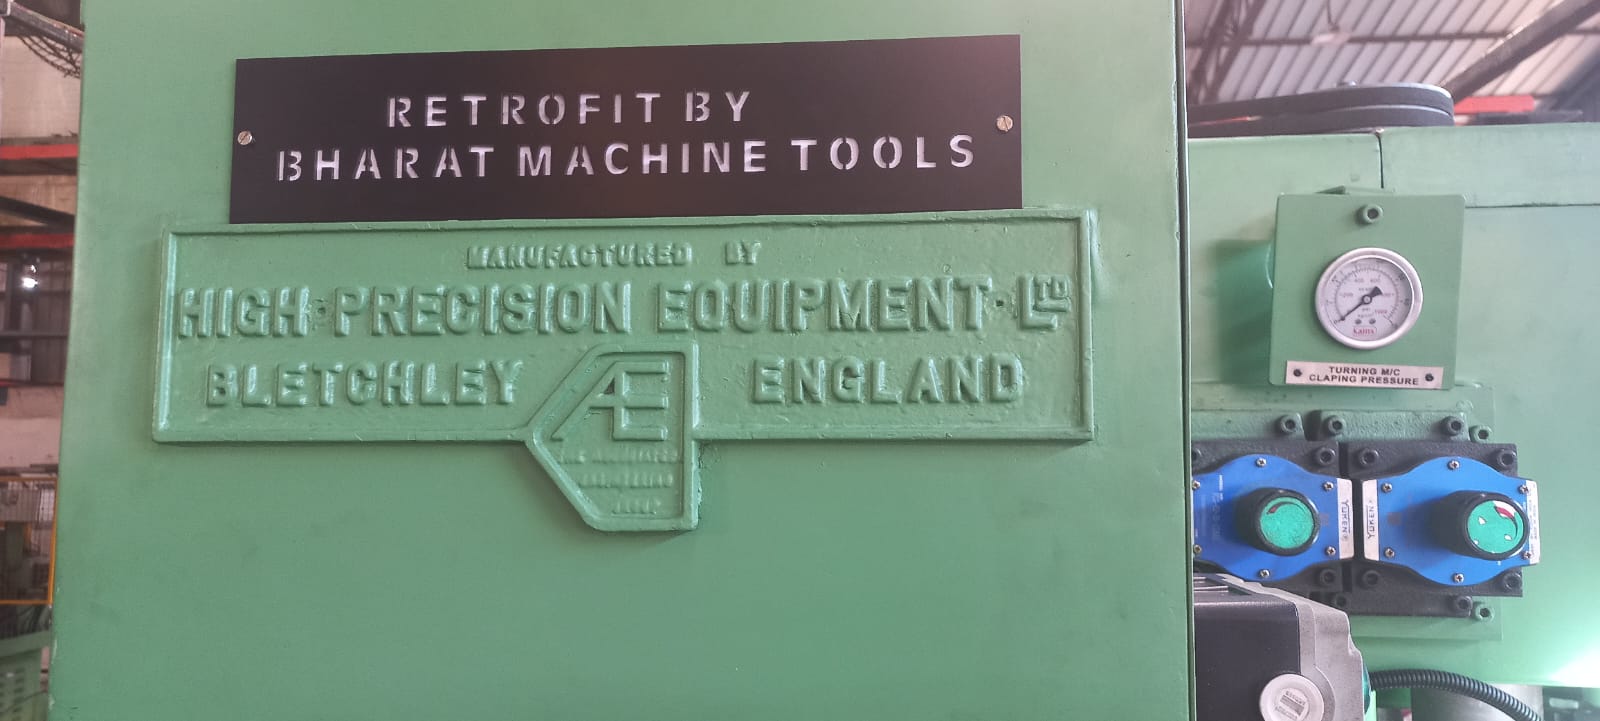 RETROFIT BY
BHARAT MACHINE TOOLS
MANUFACTURED BY
HIGH·PRECISION EQUIPMENT·LTD
BLETCHLEY ENGLAND
AE
TURNING M/C
CLAPING PRESSURE
YUKEN
YUKEN